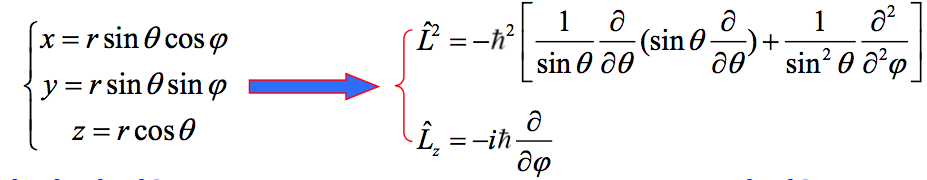 x = r sin θ cos φ
y = r sin θ sin φ
z = r cos θ
L̂² = −ħ² [ 1/(sin θ) ∂/∂θ (sin θ ∂/∂θ) + 1/(sin² θ) ∂²/∂²φ ]
L̂_z = −iħ ∂/∂φ